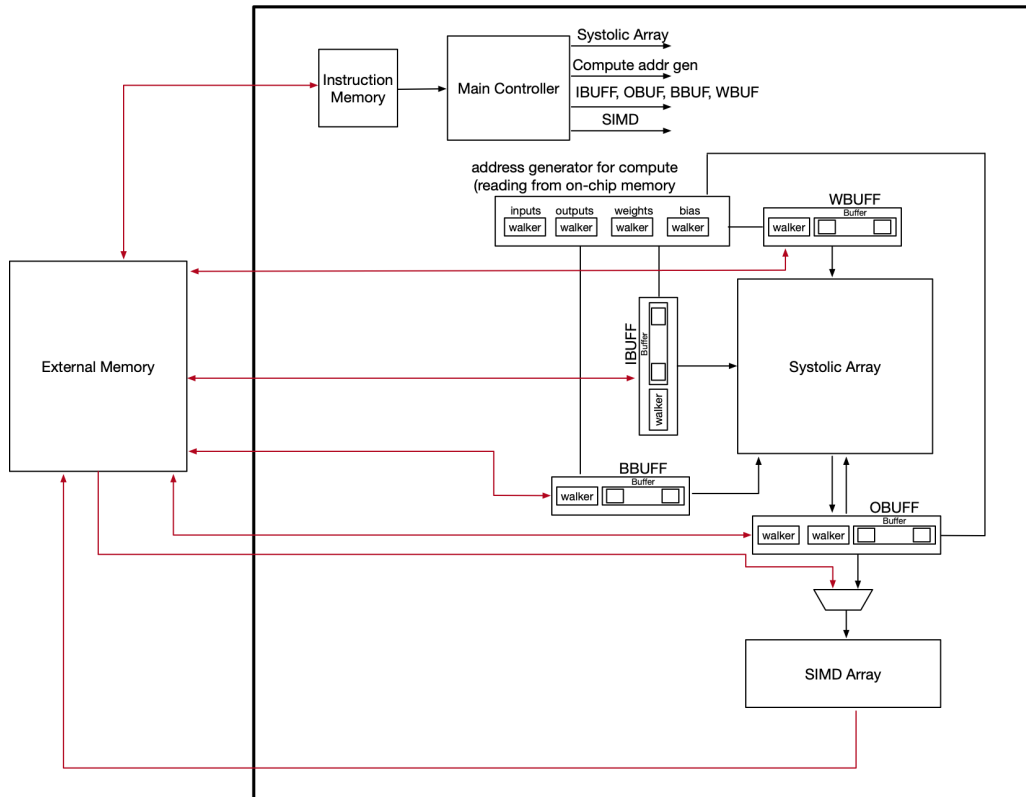 Systolic Array
Instruction
Memory
Main Controller
Compute addr gen
IBUFF, OBUF, BBUF, WBUF
SIMD
address generator for compute
(reading from on-chip memory
inputs outputs weights bias
walker walker walker walker
WBUFF
Buffer
walker
External Memory
IBUFF
Buffer
walker
Systolic Array
BBUFF
Buffer
walker
OBUFF
Buffer
walker walker
SIMD Array